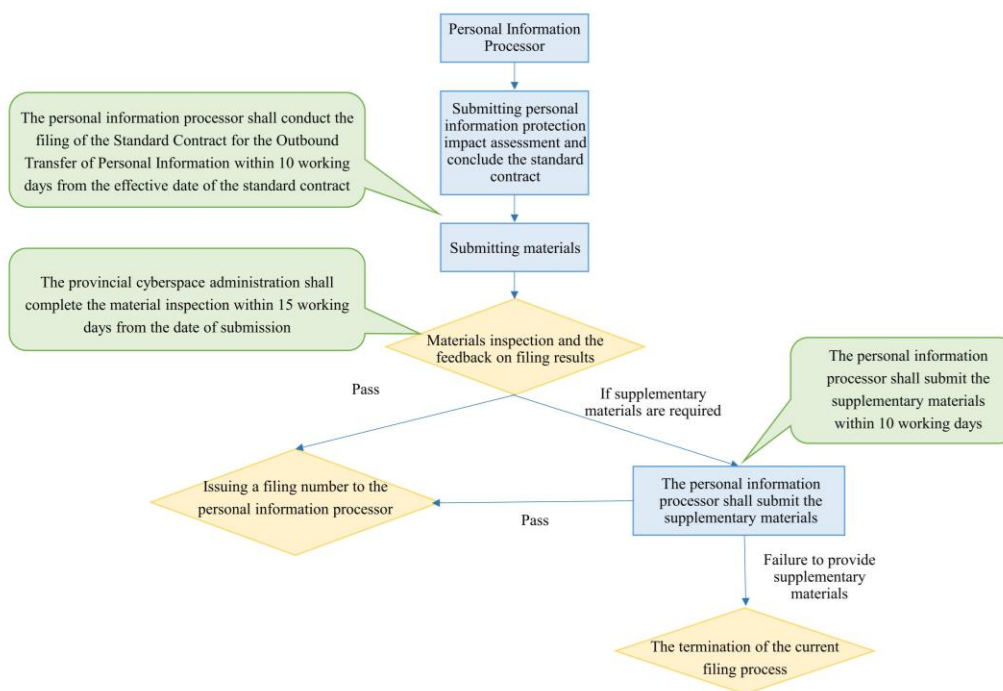 Personal Information
Processor
The personal information processor shall conduct the
filing of the Standard Contract for the Outbound
Transfer of Personal Information within 10 working
days from the effective date of the standard contract
Submitting personal
information protection
impact assessment and
conclude the standard
contract
Submitting materials
The provincial cyberspace administration shall
complete the material inspection within 15 working
days from the date of submission
Materials inspection and the
feedback on filing results
Pass
If supplementary
materials are required
The personal information
processor shall submit the
supplementary materials
within 10 working days
Issuing a filing number to the
personal information processor
Pass
The personal information
processor shall submit the
supplementary materials
Failure to provide
supplementary
materials
The termination of the current
filing process